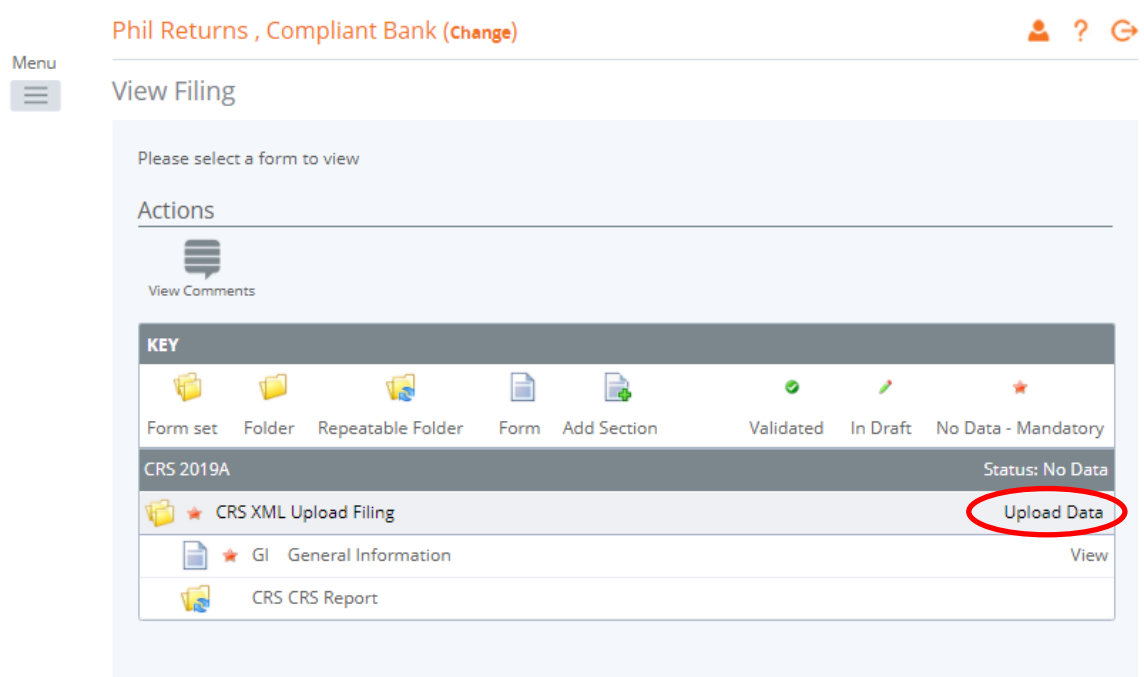 Phil Returns , Compliant Bank (Change)
?
Menu
View Filing
Please select a form to view
Actions
View Comments
KEY
Form set Folder Repeatable Folder Form Add Section Validated In Draft No Data - Mandatory
CRS 2019A Status: No Data
CRS XML Upload Filing Upload Data
GI General Information View
CRS CRS Report